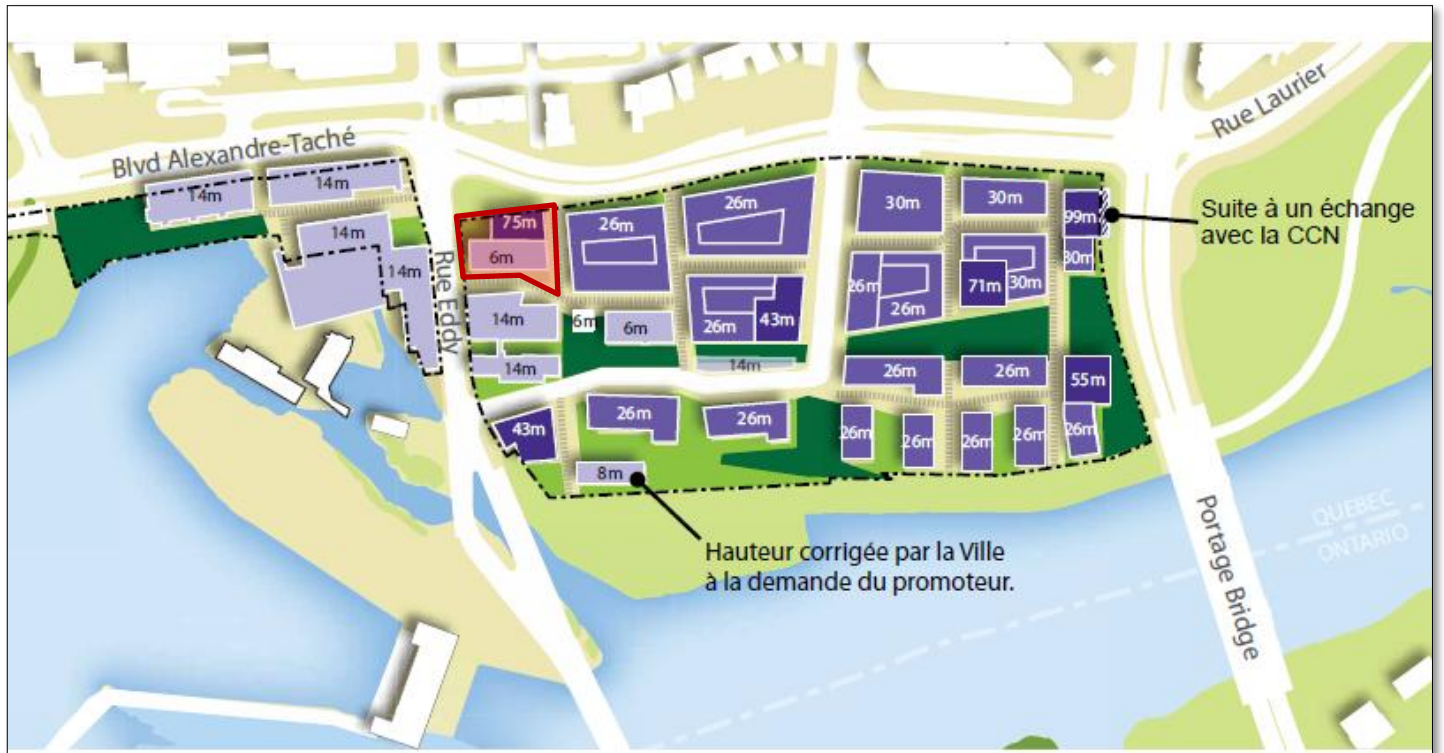 Rue Laurier
Blvd Alexandre-Taché
14m
14m
Suite à un échange
avec la CCN
14m
14m
Rue Eddy
75m
6m
26m
26m
30m
30m
99m
30m
26m
26m
71m
30m
14m
6m
6m
26m
43m
14m
14m
26m
26m
55m
43m
26m
26m
26m
26m
26m
26m
26m
8m
Hauteur corrigée par la Ville
à la demande du promoteur.
Portage Bridge
QUEBEC
ONTARIO